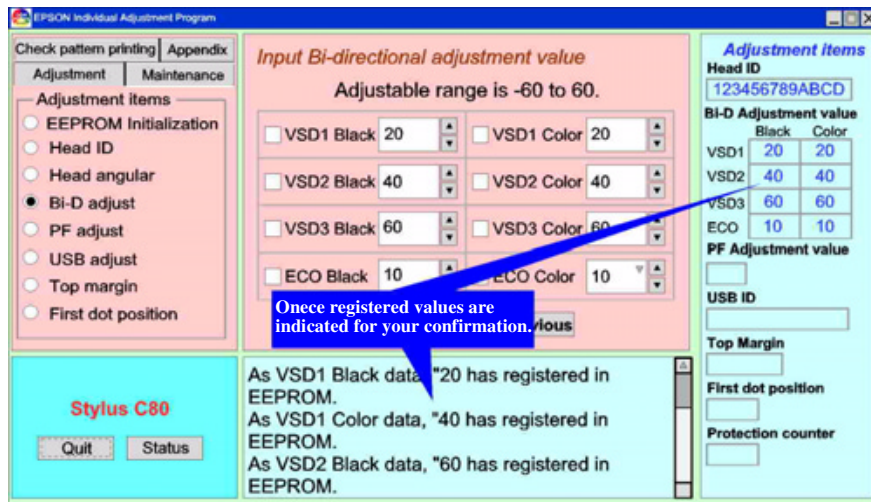 EPSON Individual Adjustment Program
Check pattern printing Appendix
Adjustment Maintenance
Adjustment items
EEPROM Initialization
Head ID
Head angular
Bi-D adjust
PF adjust
USB adjust
Top margin
First dot position
Input Bi-directional adjustment value
Adjustable range is -60 to 60.
VSD1 Black 20 VSD1 Color 20
VSD2 Black 40 VSD2 Color 40
VSD3 Black 60 VSD3 Color 60
ECO Black 10 ECO Color 10
Onece registered values are
indicated for your confirmation.
Stylus C80
Quit Status
As VSD1 Black data, "20 has registered in
EEPROM.
As VSD1 Color data, "40 has registered in
EEPROM.
As VSD2 Black data, "60 has registered in
EEPROM.
Adjustment items
Head ID
123456789ABCD
Bi-D Adjustment value
Black Color
VSD1 20 20
VSD2 40 40
VSD3 60 60
ECO 10 10
PF Adjustment value
USB ID
Top Margin
First dot position
Protection counter